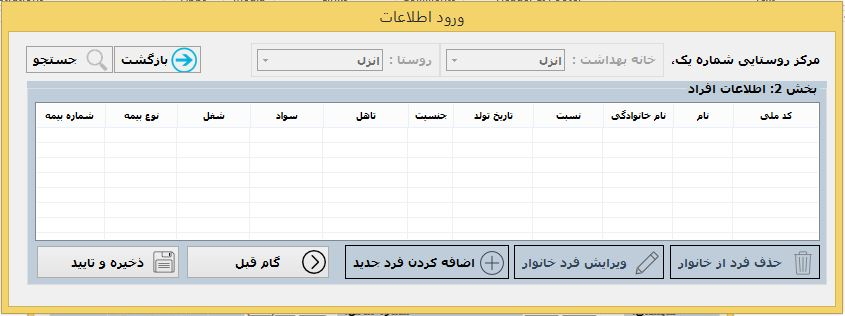 ورود اطلاعات
مرکز روستایی شماره یک، خانه بهداشت : انزل روستا : انزل بازگشت جستجو
بخش 2: اطلاعات افراد
کد ملی نام نام خانوادگی نسبت تاریخ تولد جنسیت تاهل سواد شغل نوع بیمه شماره بیمه
حذف فرد از خانوار ویرایش فرد خانوار اضافه کردن فرد جدید گام قبل ذخیره و تایید